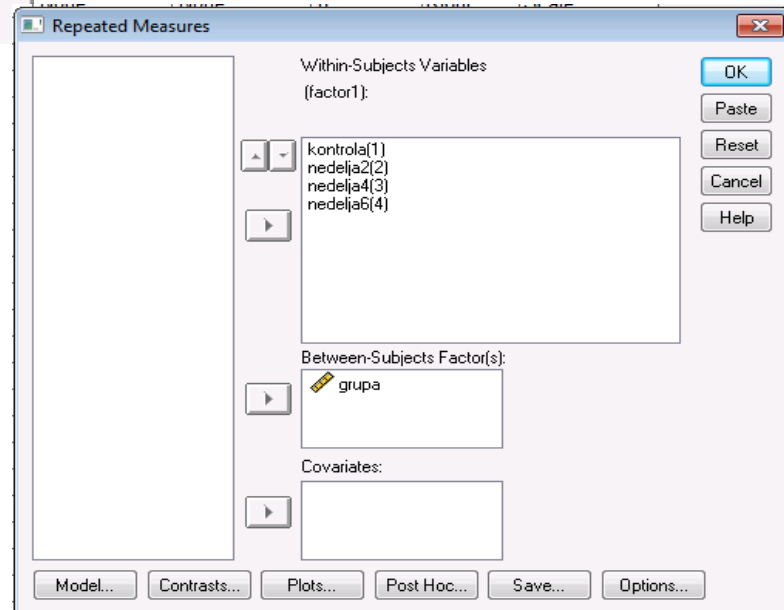 Repeated Measures
Within-Subjects Variables
(factor1):
kontrola(1)
nedelja2(2)
nedelja4(3)
nedelja6(4)
OK
Paste
Reset
Cancel
Help
Between-Subjects Factor(s):
grupa
Covariates:
Model...
Contrasts...
Plots...
Post Hoc...
Save...
Options...